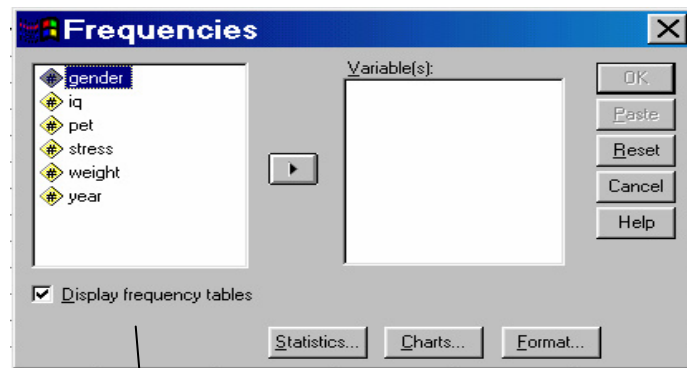 Frequencies
gender
iq
pet
stress
weight
year
Variable(s):
OK
Paste
Reset
Cancel
Help
Display frequency tables
Statistics...
Charts...
Format...